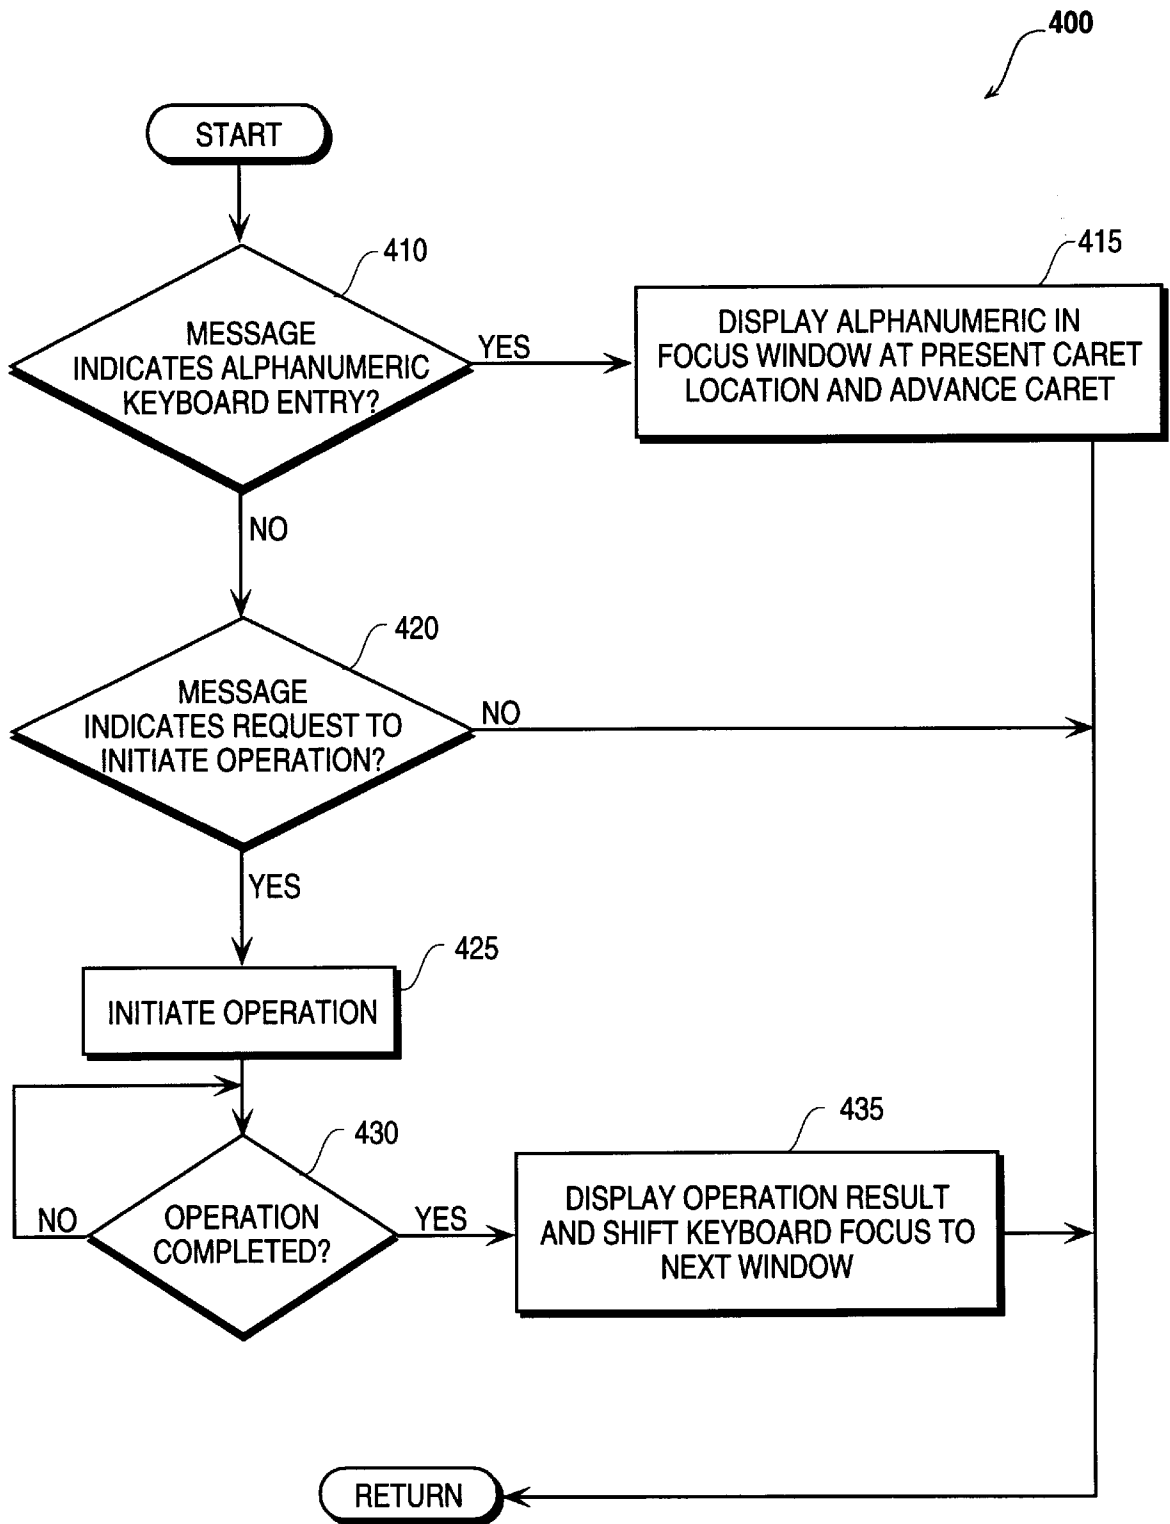 400
START
410
MESSAGE
INDICATES ALPHANUMERIC
KEYBOARD ENTRY?
YES
415
DISPLAY ALPHANUMERIC IN
FOCUS WINDOW AT PRESENT CARET
LOCATION AND ADVANCE CARET
NO
420
MESSAGE
INDICATES REQUEST TO
INITIATE OPERATION?
NO
YES
425
INITIATE OPERATION
430
OPERATION
COMPLETED?
NO
YES
435
DISPLAY OPERATION RESULT
AND SHIFT KEYBOARD FOCUS TO
NEXT WINDOW
RETURN